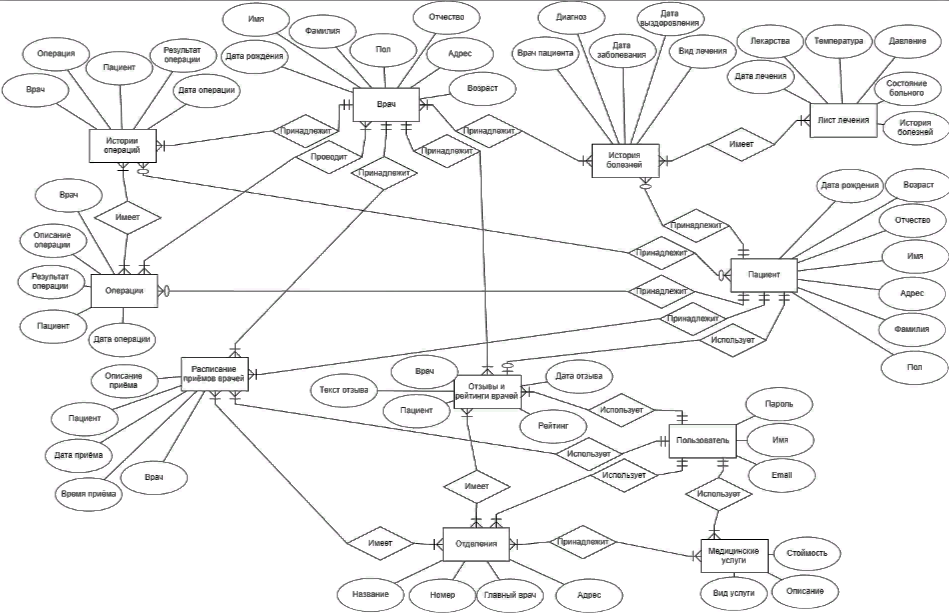 Имя
Фамилия
Отчество
Пол
Дата рождения
Адрес
Возраст
Врач
Операция
Пациент
Результат
операции
Врач
Дата операции
Истории
операций
Диагноз
Дата
выздоровления
Врач пациента
Дата
заболевания
Вид лечения
История
болезней
Лекарства
Температура
Давление
Дата лечения
Состояние
больного
История
болезней
Лист лечения
Принадлежит
Проводит
Принадлежит
Принадлежит
Принадлежит
Имеет
Имеет
Врач
Описание
операции
Результат
операции
Пациент
Дата операции
Операции
Принадлежит
Принадлежит
Принадлежит
Принадлежит
Использует
Дата рождения
Возраст
Отчество
Имя
Адрес
Фамилия
Пол
Пациент
Расписание
приёмов врачей
Описание
приёма
Пациент
Дата приёма
Время приёма
Врач
Врач
Текст отзыва
Пациент
Дата отзыва
Рейтинг
Отзывы и
рейтинги врачей
Использует
Использует
Использует
Использует
Пользователь
Пароль
Имя
Email
Имеет
Имеет
Принадлежит
Отделения
Название
Номер
Главный врач
Адрес
Медицинские
услуги
Стоимость
Описание
Вид услуги